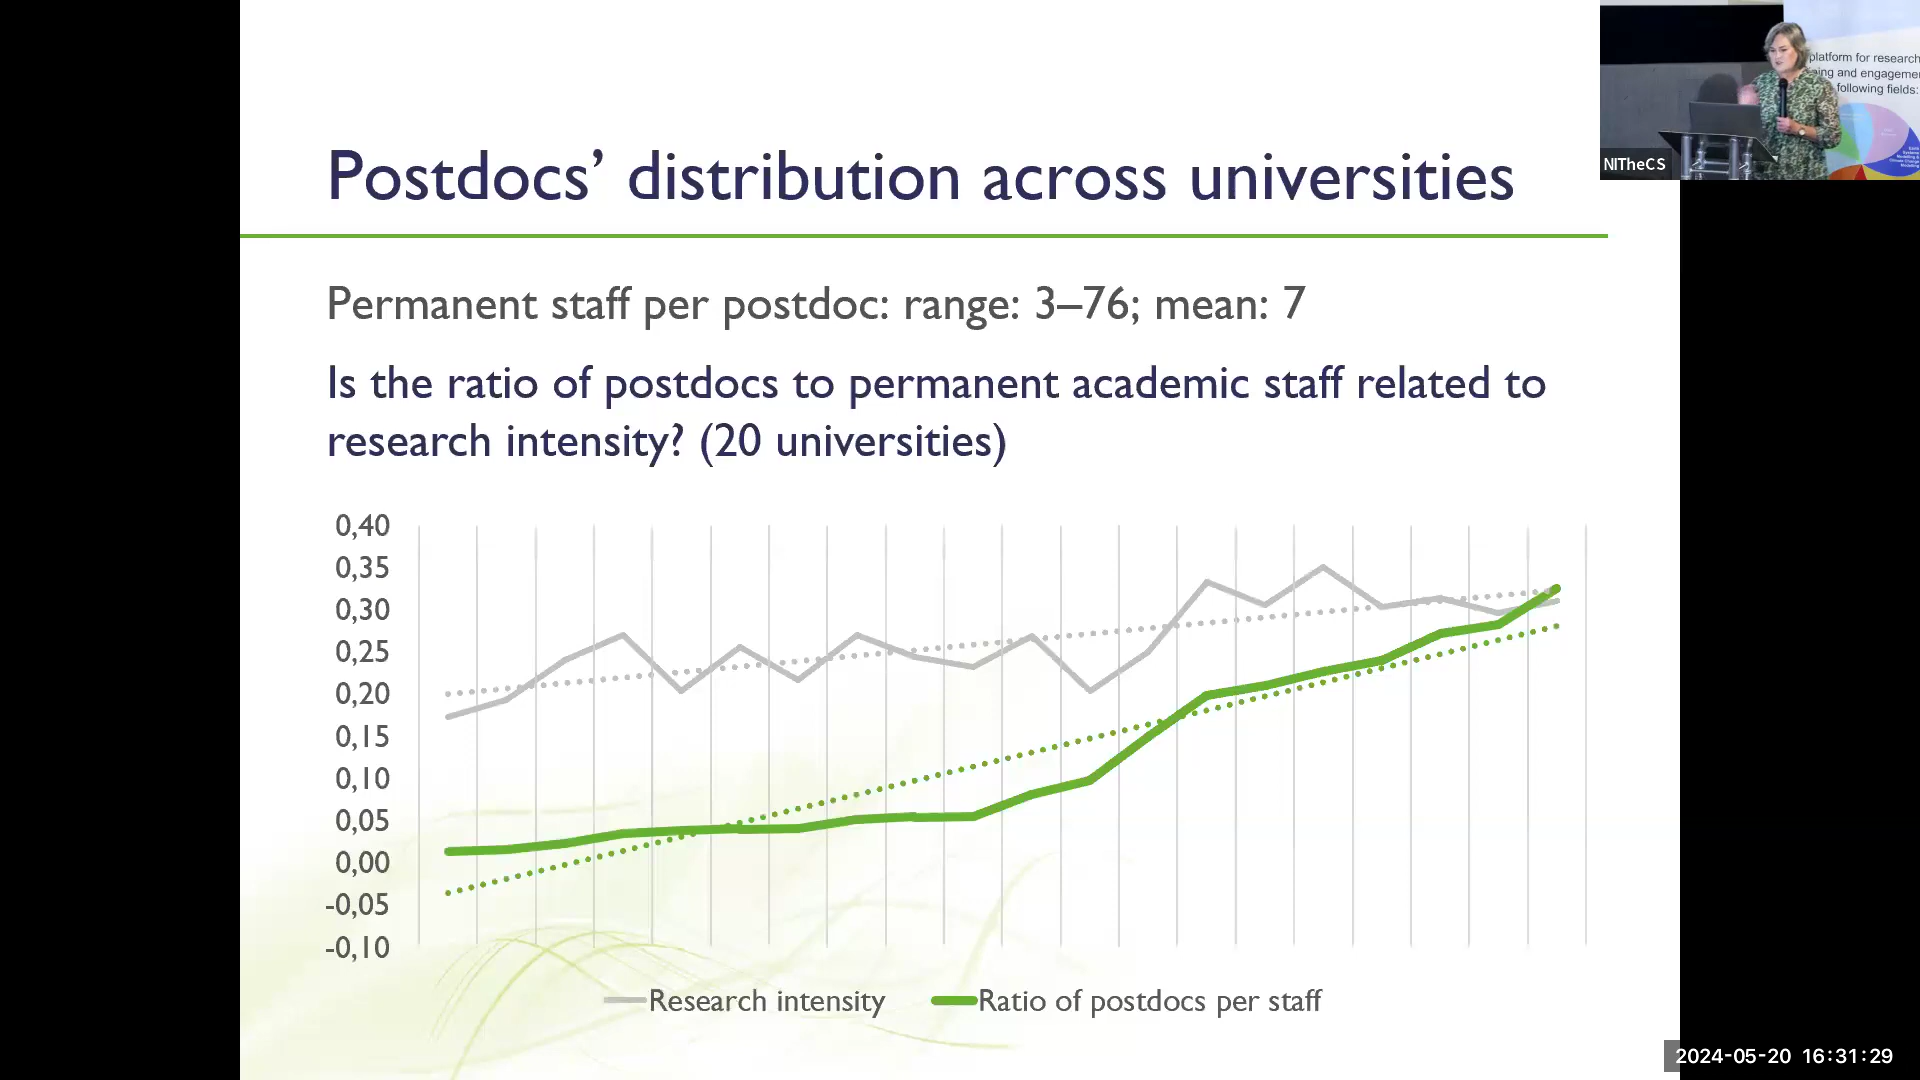 Postdocs’ distribution across universities
Permanent staff per postdoc: range: 3–76; mean: 7
Is the ratio of postdocs to permanent academic staff related to
research intensity? (20 universities)
0,40
0,35
0,30
0,25
0,20
0,15
0,10
0,05
0,00
-0,05
-0,10
Research intensity
Ratio of postdocs per staff
platform for research
and engageme
following fields:
NITheCS
2024-05-20 16:31:29